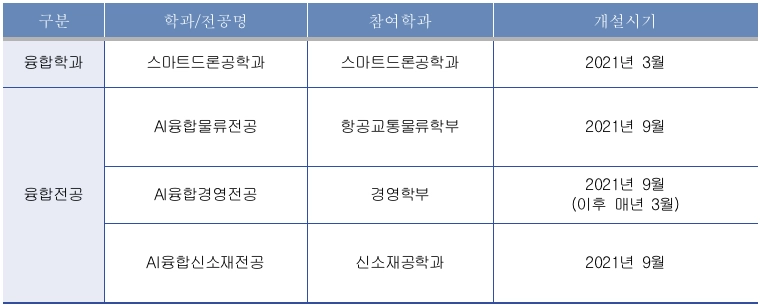 구분 학과/전공명 참여학과 개설시기
융합학과 스마트드론공학과 스마트드론공학과 2021년 3월
융합전공 AI융합물류전공 항공교통물류학부 2021년 9월
AI융합경영전공 경영학부 2021년 9월
(이후 매년 3월)
AI융합신소재전공 신소재공학과 2021년 9월